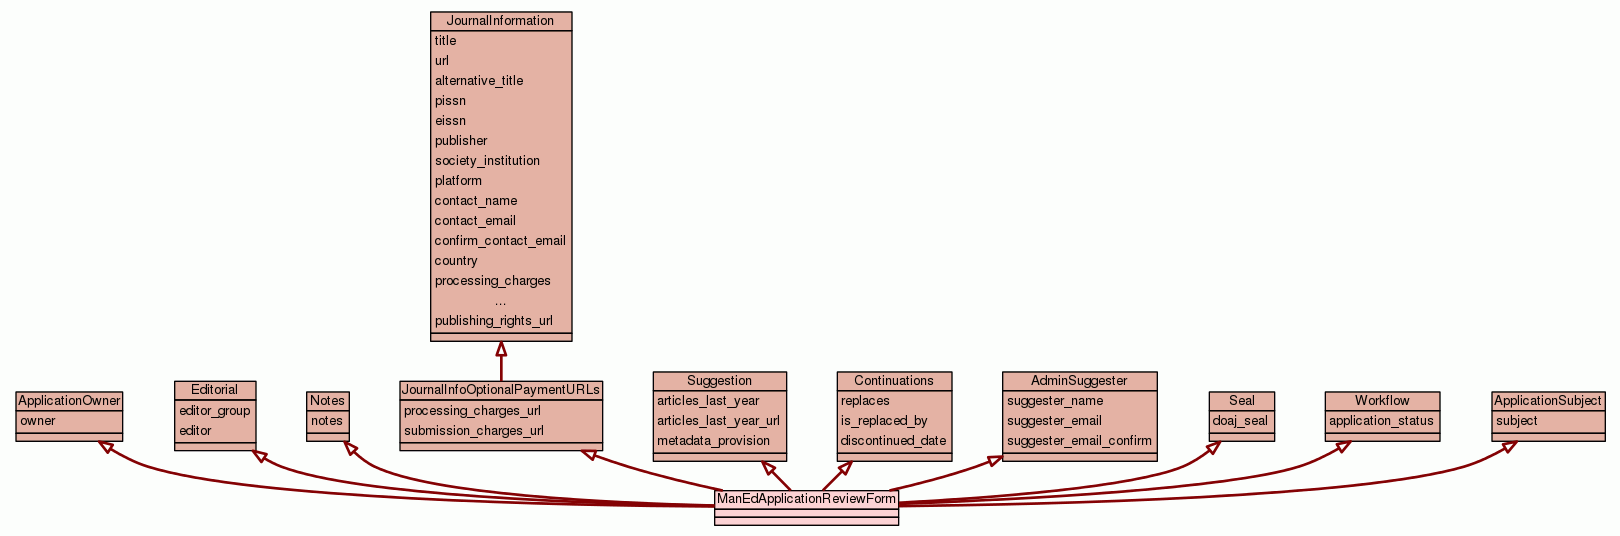 JournalInformation
title
url
alternative_title
pissn
eissn
publisher
society_institution
platform
contact_name
contact_email
confirm_contact_email
country
processing_charges
...
publishing_rights_url
ApplicationOwner
owner
Editorial
editor_group
editor
Notes
notes
JournalInfoOptionalPaymentURLs
processing_charges_url
submission_charges_url
Suggestion
articles_last_year
articles_last_year_url
metadata_provision
Continuations
replaces
is_replaced_by
discontinued_date
AdminSuggester
suggester_name
suggester_email
suggester_email_confirm
Seal
doaj_seal
Workflow
application_status
ApplicationSubject
subject
ManEdApplicationReviewForm